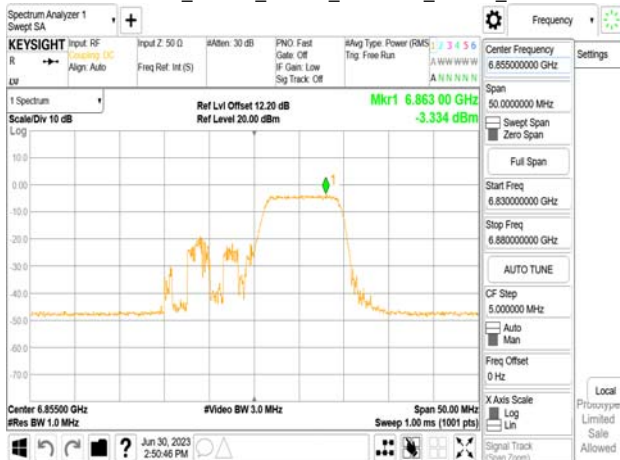 Spectrum Analyzer 1
Swept SA
Frequency
KEYSIGHT
R
Input: RF
Coupling: DC
Align: Auto
Input Z: 50 Ω
Freq Ref: Int (S)
#Atten: 30 dB
PNO: Fast
Gate: Off
IF Gain: Low
Sig Track: Off
#Avg Type: Power (RMS
Trig: Free Run
1 2 3 4 5 6
A W W W W W
A N N N N N
1 Spectrum
Scale/Div 10 dB
Log
Ref Lvl Offset 12.20 dB
Ref Level 20.00 dBm
Mkr1 6.863 00 GHz
-3.334 dBm
1
10.0
0.00
-10.0
-20.0
-30.0
-40.0
-50.0
-60.0
-70.0
Center 6.85500 GHz
#Res BW 1.0 MHz
#Video BW 3.0 MHz
Span 50.00 MHz
Sweep 1.00 ms (1001 pts)
Jun 30, 2023
2:50:46 PM
?
Center Frequency
6.855000000 GHz
Span
50.0000000 MHz
Swept Span
Zero Span
Full Span
Start Freq
6.830000000 GHz
Stop Freq
6.880000000 GHz
AUTO TUNE
CF Step
5.000000 MHz
Auto
Man
Freq Offset
0 Hz
X Axis Scale
Log
Lin
Signal Track
(Span Zoom)
Settings
Local
Prototype
Limited
Sale
Allowed